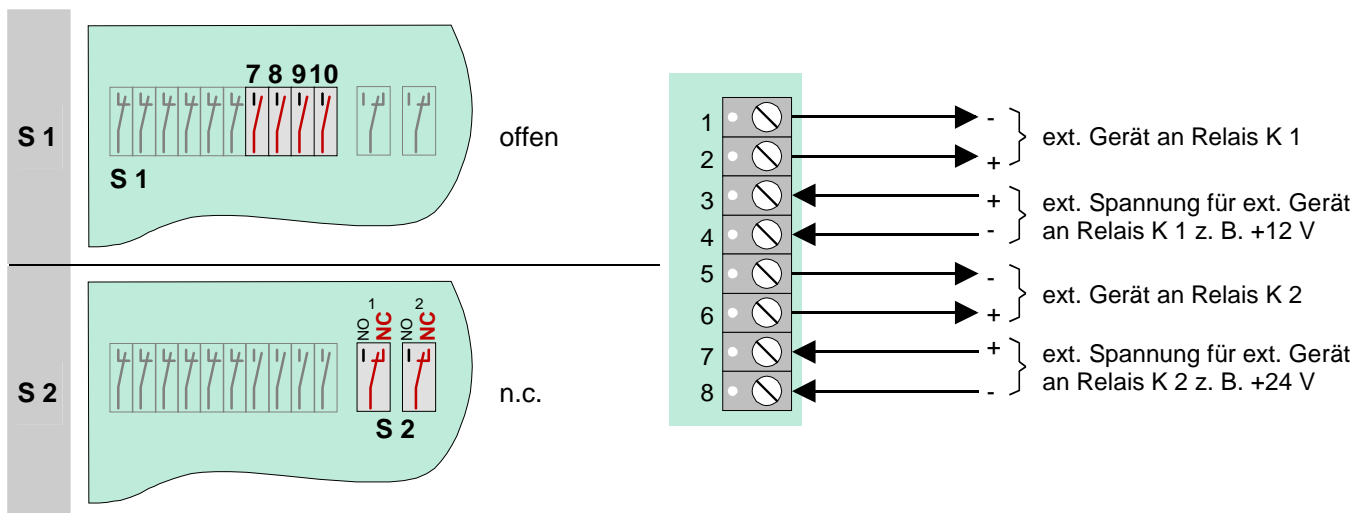 7 8 9 10
S 1
offen
S 1
NO 1 NC
NO 2 NC
S 2
n.c.
S 2
1 -
ext. Gerät an Relais K 1
2 +
3 +
ext. Spannung für ext. Gerät
an Relais K 1 z. B. +12 V
4 -
5 -
ext. Gerät an Relais K 2
6 +
7 +
ext. Spannung für ext. Gerät
an Relais K 2 z. B. +24 V
8 -